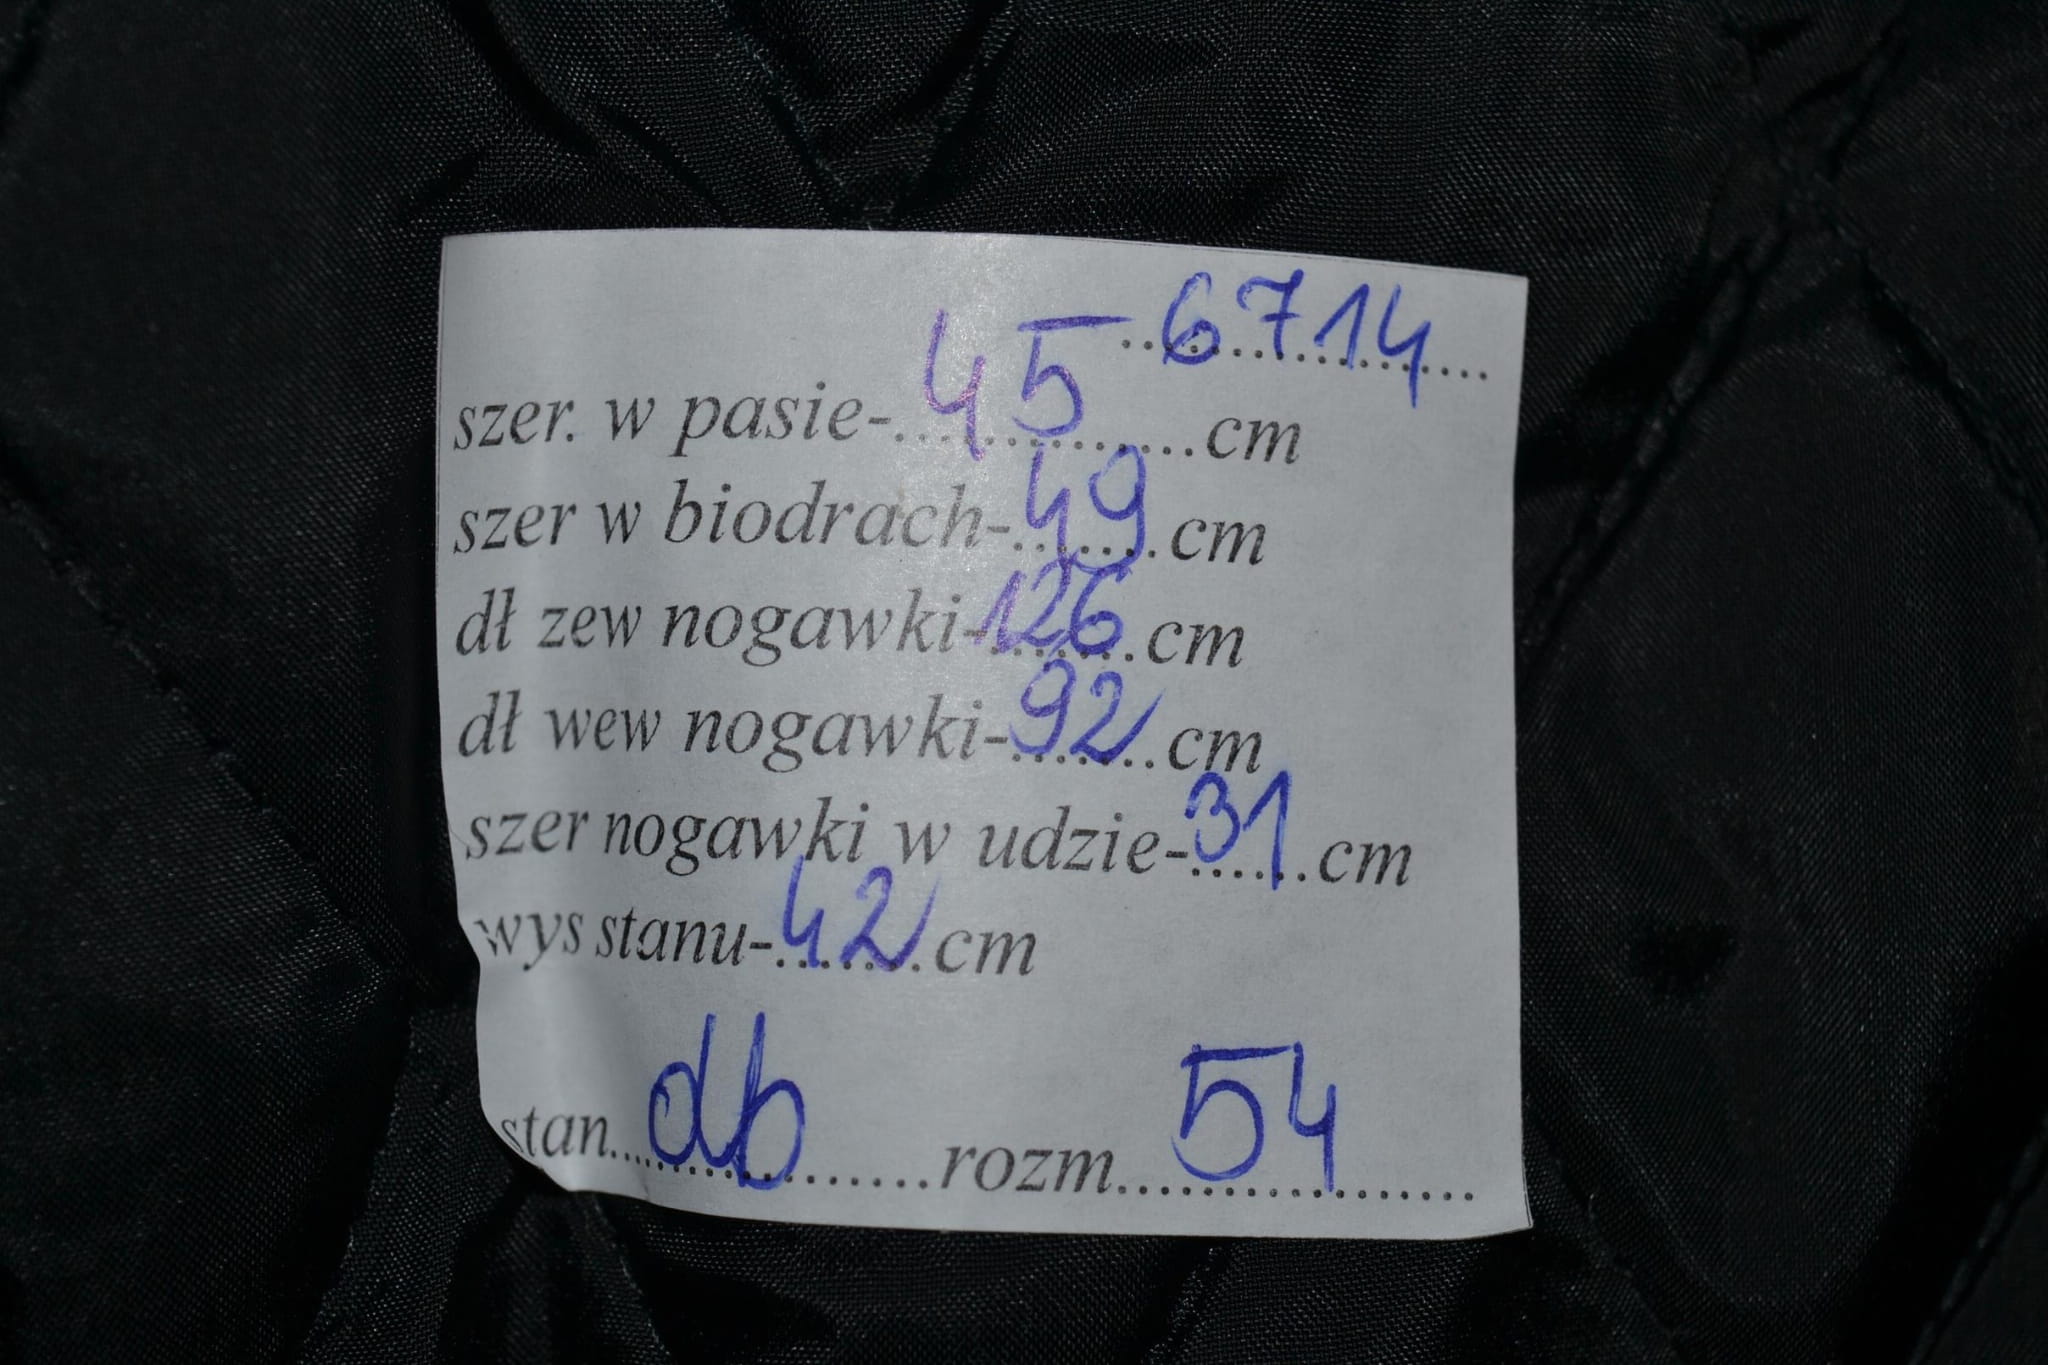 ..6714..........
szer. w pasie-..45..cm
szer w biodrach-..49..cm
dł zew nogawki-..126..cm
dł wew nogawki-..92..cm
szer nogawki w udzie-..31..cm
wys stanu-..42..cm
stan...db........rozm...54........